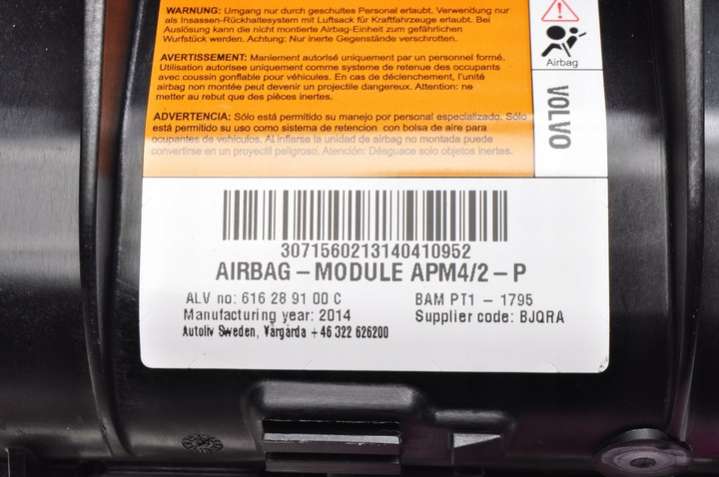 WARNUNG: Umgang nur durch geschultes Personal erlaubt. Verwendung nur
als Insassen-Rückhaltesystem mit Luftsack für Kraftfahrzeuge erlaubt. Bei
Auslösung kann die nicht montierte Airbag-Einheit zum gefährlichen
Wurfstück werden. Achtung: Nur inerte Gegenstände verschrotten.
AVERTISSEMENT: Maniement autorisé uniquement par un personnel formé.
Utilisation autorisée uniquement comme système de retenue des occupants
avec coussin gonflable pour véhicules. En cas de déclenchement, l'unité
airbag non montée peut devenir un projectile dangereux. Attention: ne
metter au rebut que des pièces inertes.
ADVERTENCIA: Sólo está permitido su manejo por personal especializado. Sólo
está permitido su uso como sistema de retencion con bolsa de aire para
ocupantes de vehículos. Al inflarse la unidad de airbag no montada puede
convertirse en un proyectil peligroso. Atención: Desguace solo objetos inertes.
Airbag
VOLVO
3071560213140410952
AIRBAG - MODULE APM4/2 - P
ALV no: 616 28 91 00 C
BAM PT1 - 1795
Manufacturing year: 2014
Supplier code: BJQRA
Autoliv Sweden, Vårgårda + 46 322 626200